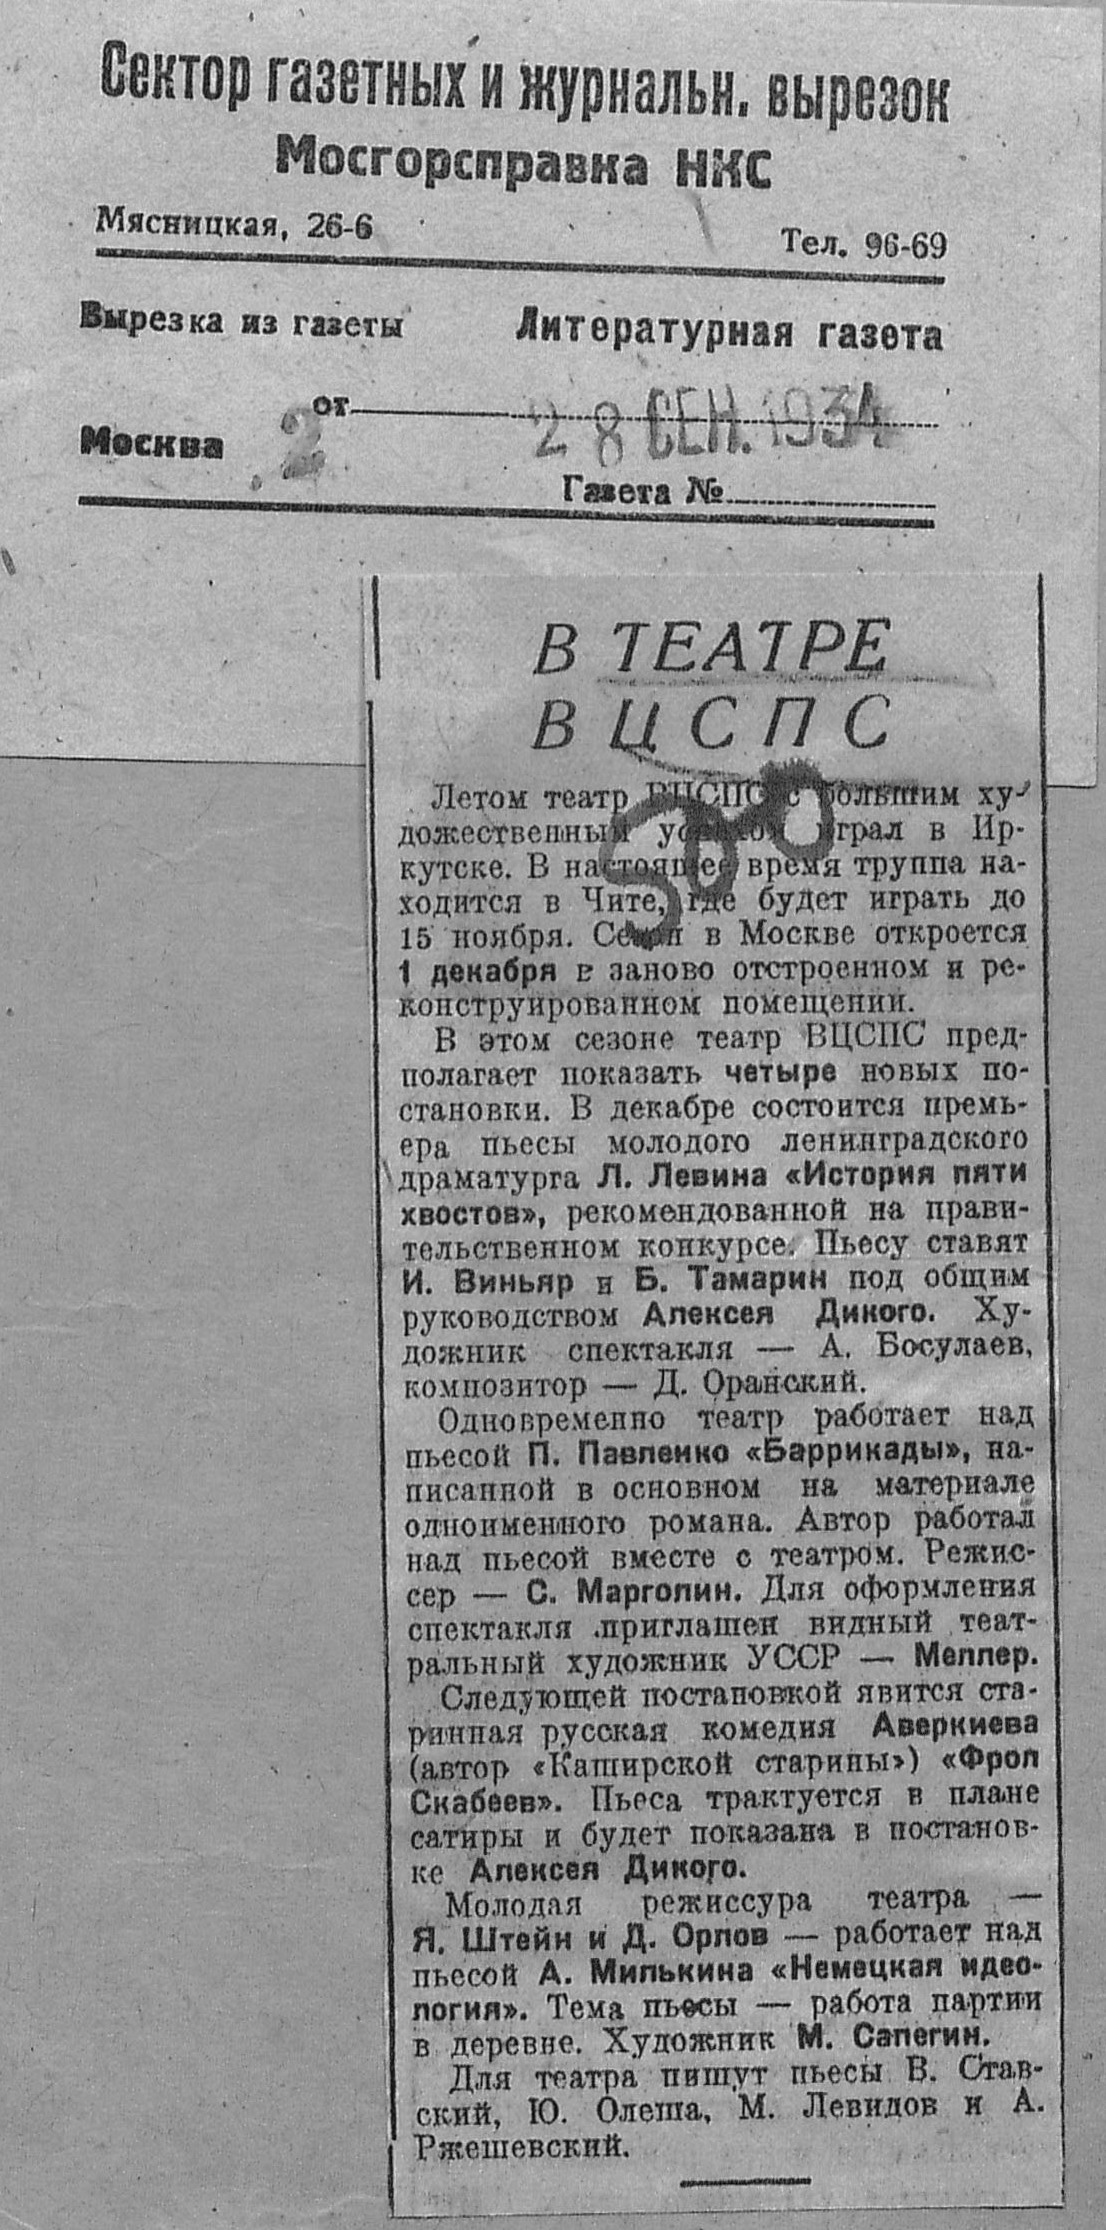 Сектор газетных и журнальн. вырезок
Мосгорсправка НКС
Мясницкая, 26-6 Тел. 96-69
Вырезка из газеты Литературная газета
от 28 СЕН. 1934
Москва .2
Газета №
В ТЕАТРЕ
ВЦСПС
Летом театр ВЦСПС с большим ху-
дожественным успехом играл в Ир-
кутске. В настоящее время труппа на-
ходится в Чите, где будет играть до
15 ноября. Сезон в Москве откроется
1 декабря в заново отстроенном и ре-
конструированном помещении.
В этом сезоне театр ВЦСПС пред-
полагает показать четыре новых по-
становки. В декабре состоится премь-
ера пьесы молодого ленинградского
драматурга Л. Левина «История пяти
хвостов», рекомендованной на прави-
тельственном конкурсе. Пьесу ставят
И. Виньяр и Б. Тамарин под общим
руководством Алексея Дикого. Ху-
дожник спектакля — А. Босулаев,
композитор — Д. Оранский.
Одновременно театр работает над
пьесой П. Павленко «Баррикады», на-
писанной в основном на материале
одноименного романа. Автор работал
над пьесой вместе с театром. Режис-
сер — С. Марголин. Для оформления
спектакля приглашен видный теат-
ральный художник УССР — Меллер.
Следующей постановкой явится ста-
ринная русская комедия Аверкиева
(автор «Каширской старины») «Фрол
Скабеев». Пьеса трактуется в плане
сатиры и будет показана в постанов-
ке Алексея Дикого.
Молодая режиссура театра —
Я. Штейн и Д. Орлов — работает над
пьесой А. Милькина «Немецкая идео-
логия». Тема пьесы — работа партии
в деревне. Художник М. Сапегин.
Для театра пишут пьесы В. Став-
ский, Ю. Олеша, М. Левидов и А.
Ржешевский.